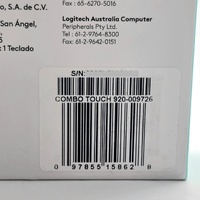 o, S.A. de C.V.
San Ángel,
5
1 Teclado
Fax: 65-6270-5016
Logitech Australia Computer
Peripherals Pty Ltd.
Tel: 61-2-9764-8300
Fax: 61-2-9642-0151
S/N:
COMBO TOUCH 920-009726
0 97855 15862 8